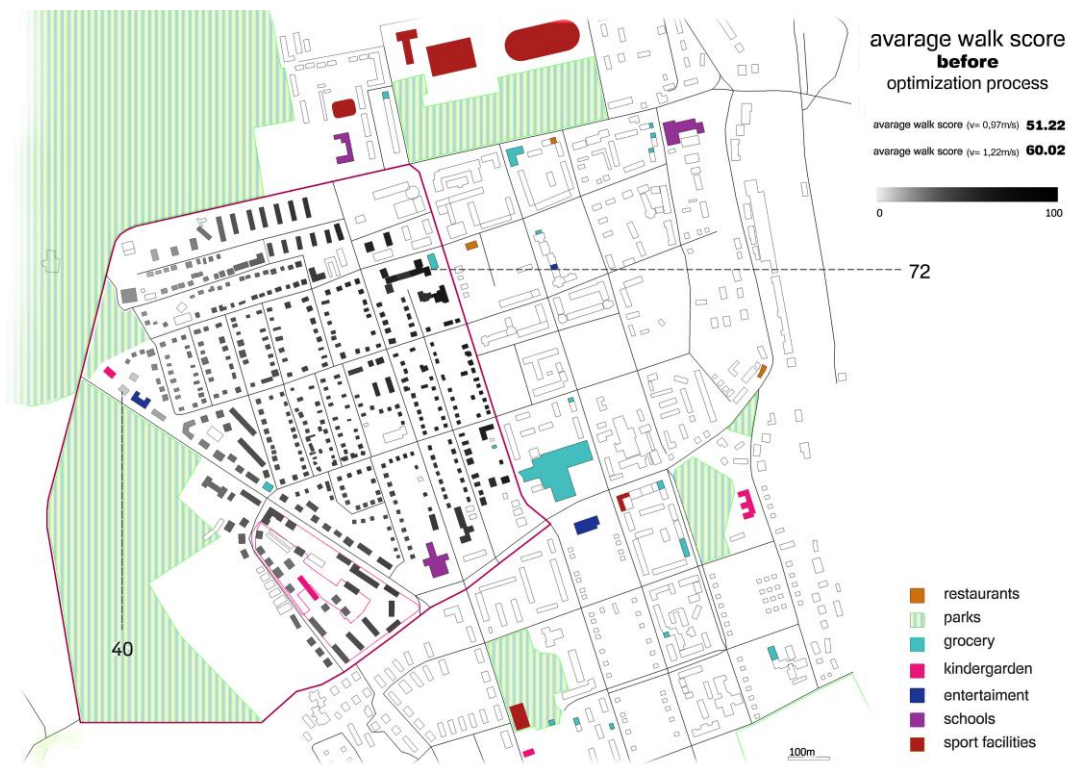 avarage walk score
before
optimization process
avarage walk score (v= 0,97m/s) 51.22
avarage walk score (v= 1,22m/s) 60.02
0 100
72
40
restaurants
parks
grocery
kindergarden
entertaiment
schools
sport facilities
100m